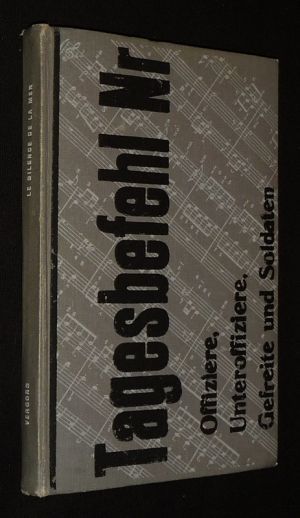 LE SILENCE DE LA MER
VERCORS
Tagesbefehl Nr
Offiziere,
Unteroffiziere,
Gefreite und Soldaten